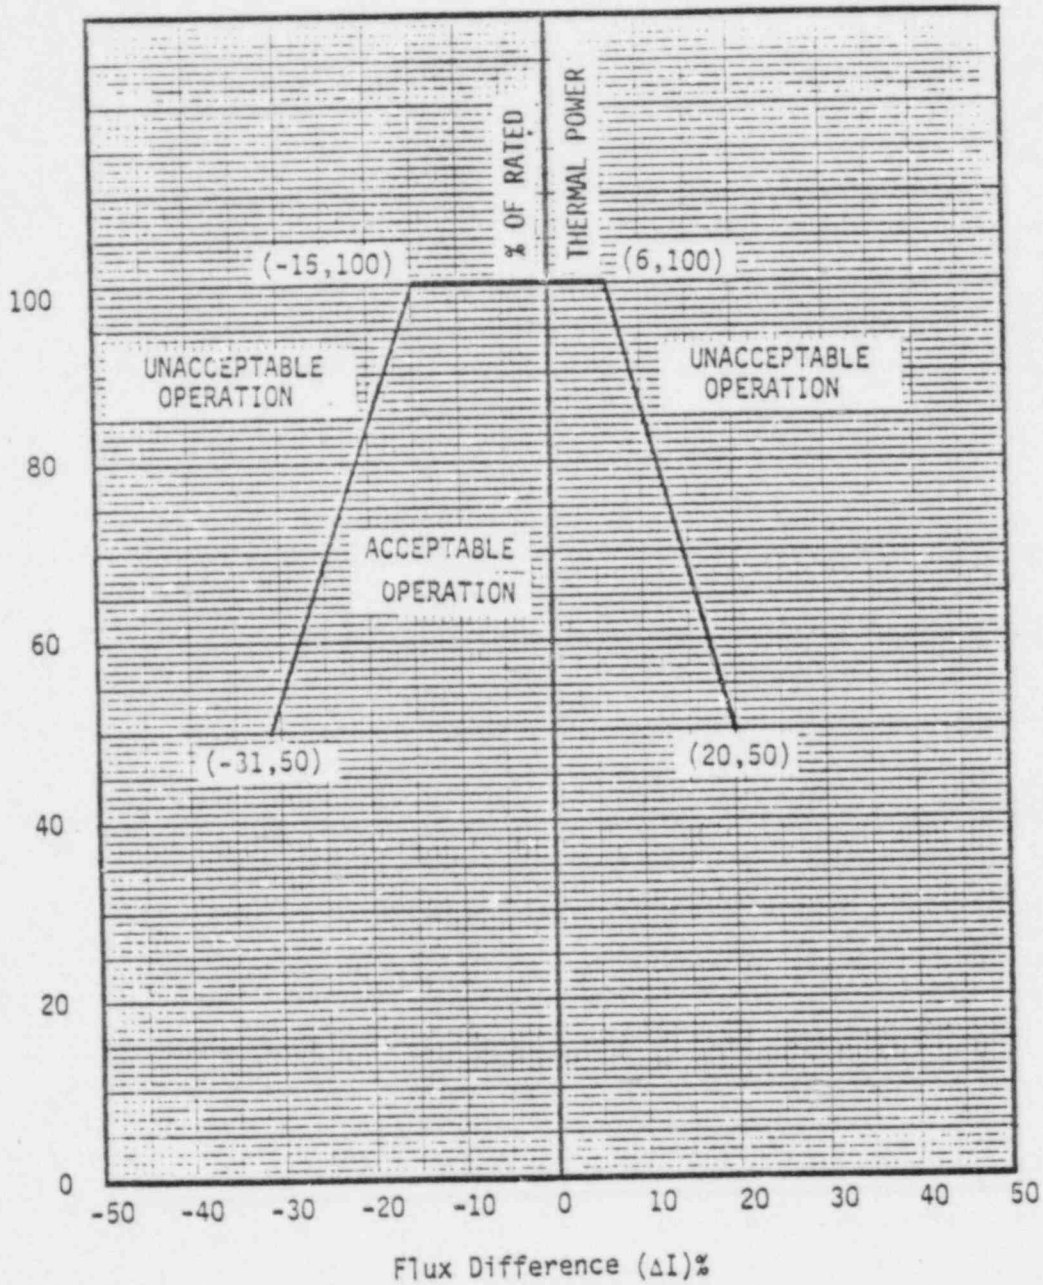 % OF RATED
THERMAL POWER
(-15,100)
(6,100)
100
UNACCEPTABLE
OPERATION
UNACCEPTABLE
OPERATION
80
ACCEPTABLE
OPERATION
60
(-31,50)
(20,50)
40
20
0
-50 -40 -30 -20 -10 0 10 20 30 40 50
Flux Difference (ΔI)%